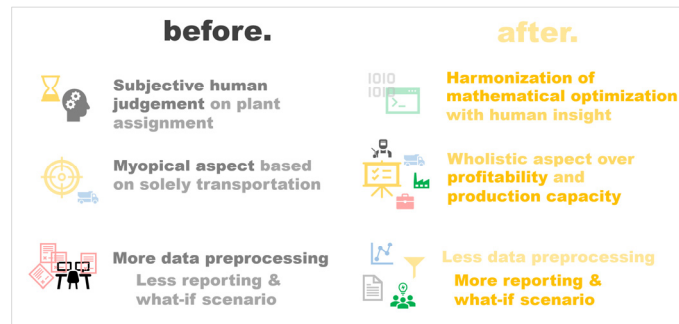 before.
Subjective human
judgement on plant
assignment
Myopical aspect based
on solely transportation
More data preprocessing
Less reporting &
what-if scenario
after.
1010
1010
>_
Harmonization of
mathematical optimization
with human insight
Wholistic aspect over
profitability and
production capacity
Less data preprocessing
More reporting &
what-if scenario